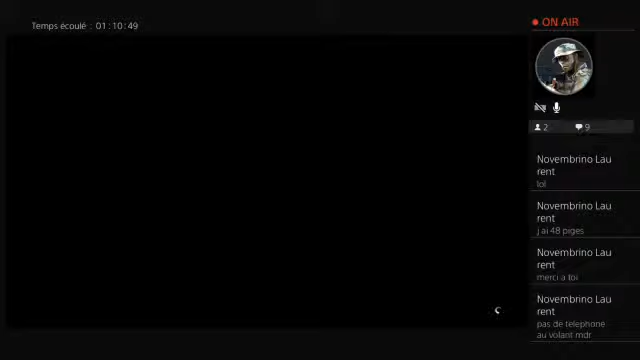 Temps écoulé : 01:10:49
ON AIR
2 9
Novembrino Lau
rent
lol
Novembrino Lau
rent
j ai 48 piges
Novembrino Lau
rent
merci a toi
Novembrino Lau
rent
pas de telephone
au volant mdr